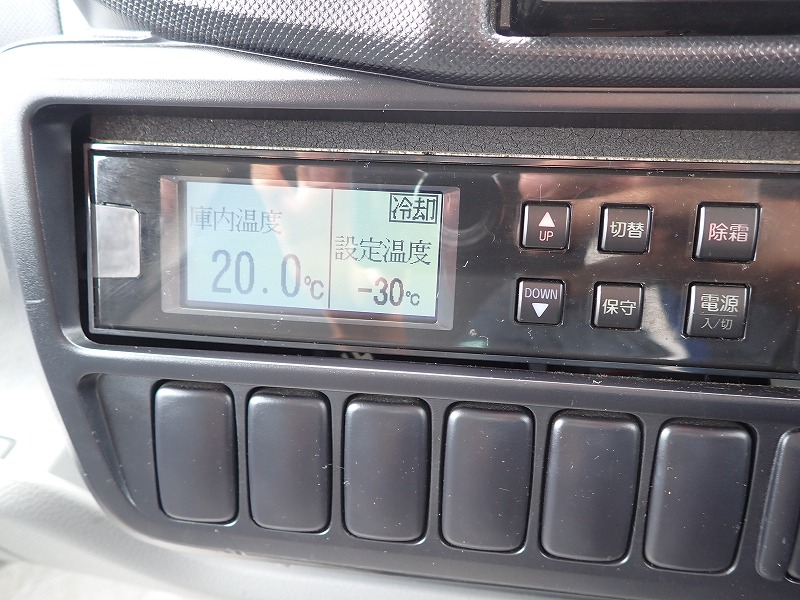 庫内温度
20.0℃
冷却
設定温度
-30℃
▲
UP
切替
除霜
DOWN
▼
保守
電源
入/切